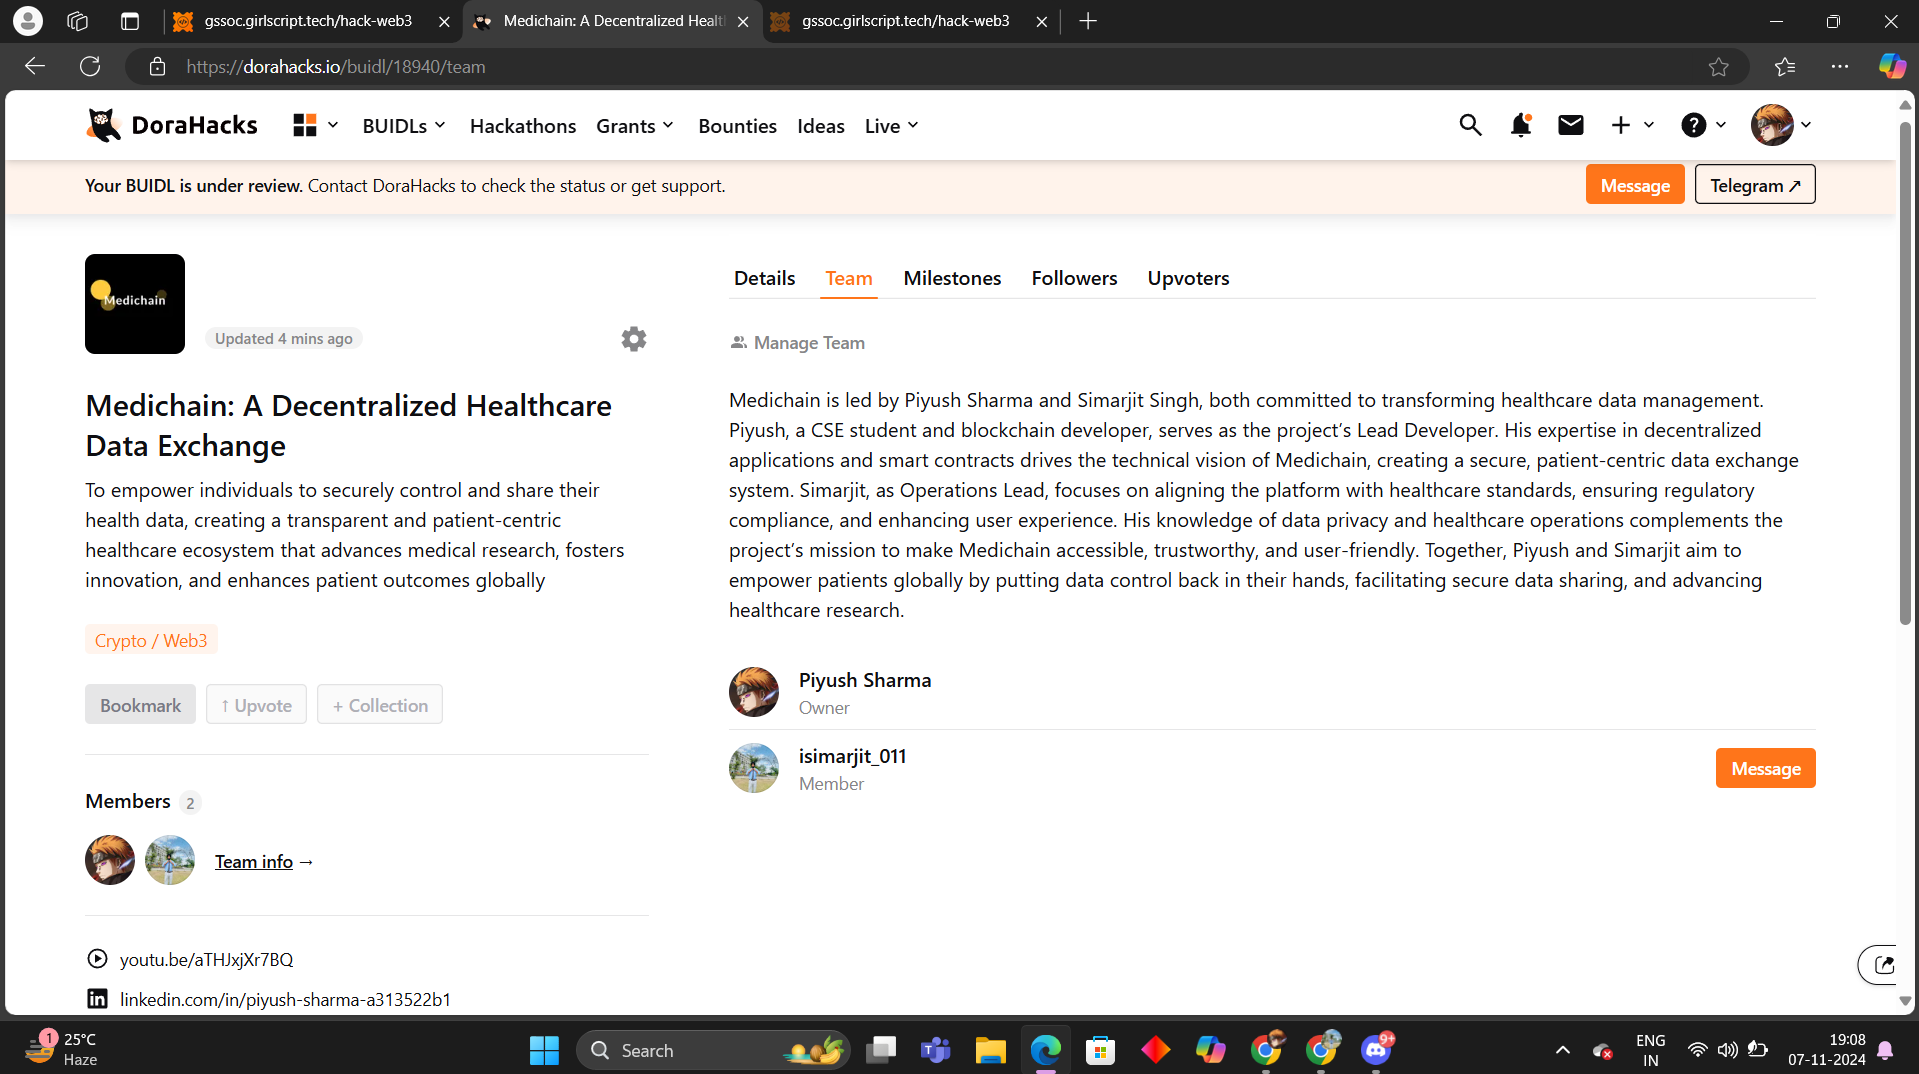 gssoc.girlscript.tech/hack-web3
Medichain: A Decentralized Healt
gssoc.girlscript.tech/hack-web3
https://dorahacks.io/buidl/18940/team
DoraHacks
BUIDLs
Hackathons
Grants
Bounties
Ideas
Live
Your BUIDL is under review. Contact DoraHacks to check the status or get support.
Message
Telegram ↗
Medichain
Updated 4 mins ago
Medichain: A Decentralized Healthcare
Data Exchange
To empower individuals to securely control and share their
health data, creating a transparent and patient-centric
healthcare ecosystem that advances medical research, fosters
innovation, and enhances patient outcomes globally
Crypto / Web3
Bookmark
↑ Upvote
+ Collection
Members 2
Team info →
youtu.be/aTHJxjXr7BQ
linkedin.com/in/piyush-sharma-a313522b1
Details
Team
Milestones
Followers
Upvoters
Manage Team
Medichain is led by Piyush Sharma and Simarjit Singh, both committed to transforming healthcare data management.
Piyush, a CSE student and blockchain developer, serves as the project's Lead Developer. His expertise in decentralized
applications and smart contracts drives the technical vision of Medichain, creating a secure, patient-centric data exchange
system. Simarjit, as Operations Lead, focuses on aligning the platform with healthcare standards, ensuring regulatory
compliance, and enhancing user experience. His knowledge of data privacy and healthcare operations complements the
project's mission to make Medichain accessible, trustworthy, and user-friendly. Together, Piyush and Simarjit aim to
empower patients globally by putting data control back in their hands, facilitating secure data sharing, and advancing
healthcare research.
Piyush Sharma
Owner
isimarjit_011
Member
Message
1
25°C
Haze
Search
9+
ENG
IN
19:08
07-11-2024